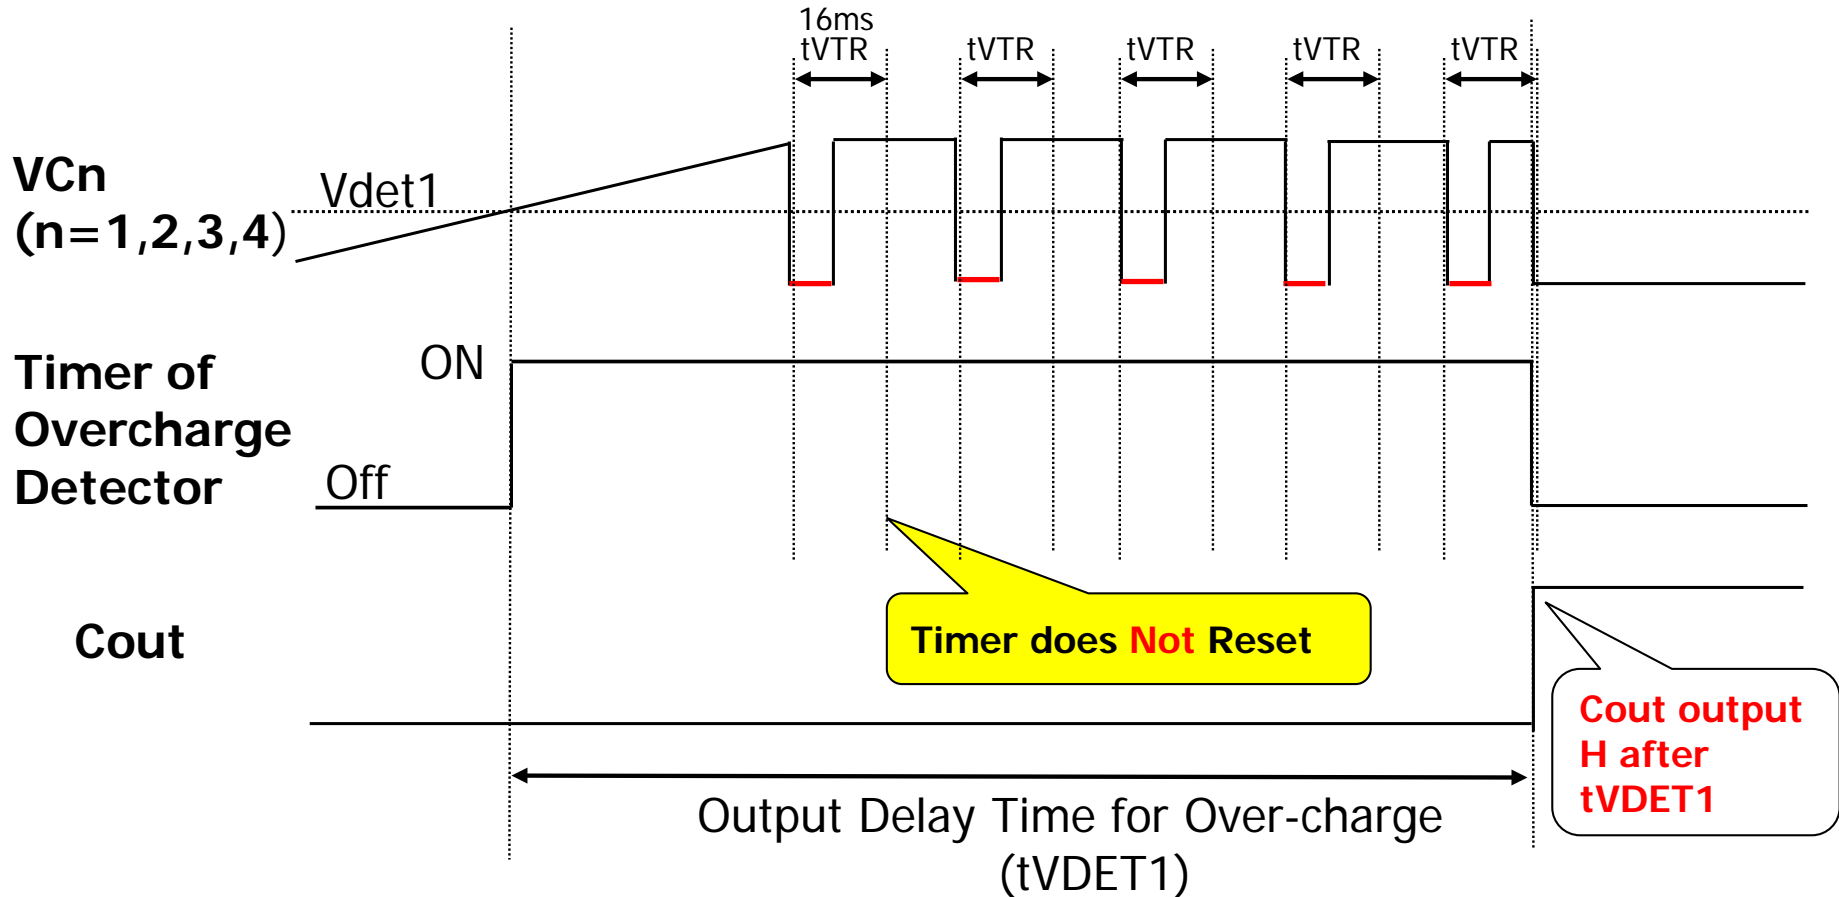 16ms
tVTR tVTR tVTR tVTR tVTR
VCn
(n=1,2,3,4)
Vdet1
Timer of
Overcharge
Detector
ON
Off
Timer does Not Reset
Cout
Cout output
H after
tVDET1
Output Delay Time for Over-charge
(tVDET1)